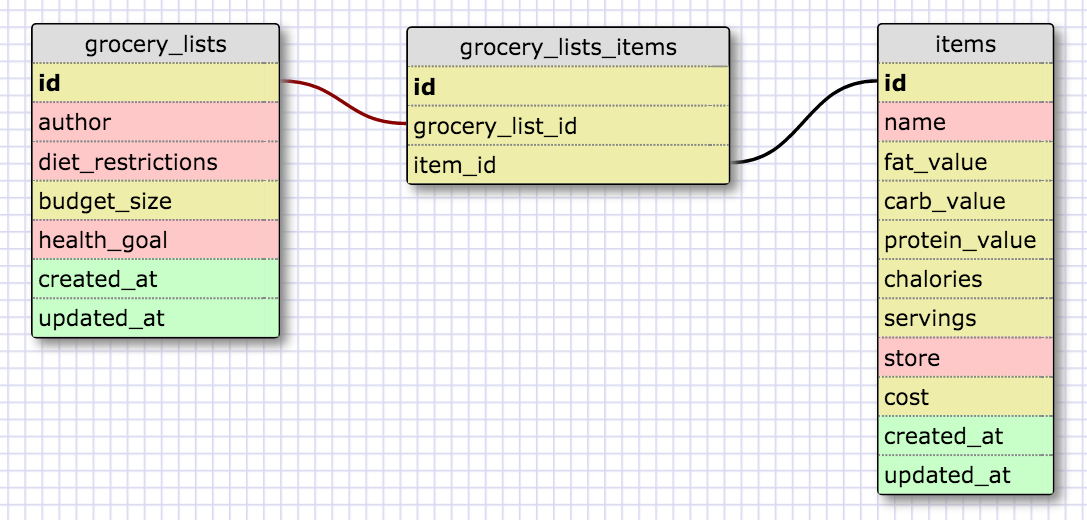 grocery_lists
id
author
diet_restrictions
budget_size
health_goal
created_at
updated_at
grocery_lists_items
id
grocery_list_id
item_id
items
id
name
fat_value
carb_value
protein_value
chalories
servings
store
cost
created_at
updated_at